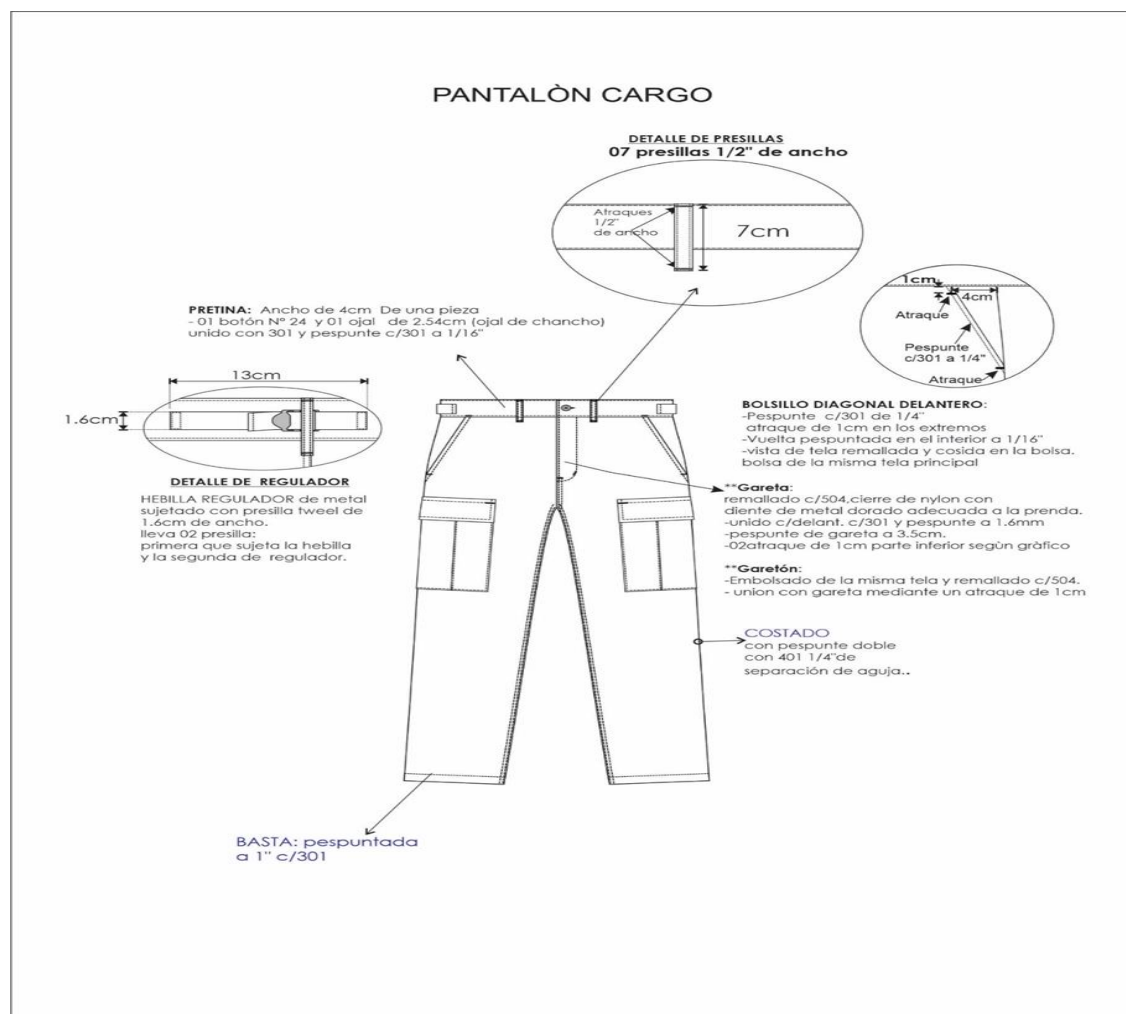 PANTALÒN CARGO
DETALLE DE PRESILLAS
07 presillas 1/2" de ancho
Atraques
1/2"
de ancho
7cm
1cm
4cm
Atraque
Pespunte
c/301 a 1/4"
Atraque
PRETINA: Ancho de 4cm De una pieza
- 01 botón Nº 24 y 01 ojal de 2.54cm (ojal de chancho)
unido con 301 y pespunte c/301 a 1/16"
13cm
1.6cm
DETALLE DE REGULADOR
HEBILLA REGULADOR de metal
sujetado con presilla tweel de
1.6cm de ancho.
lleva 02 presilla:
primera que sujeta la hebilla
y la segunda de regulador.
BOLSILLO DIAGONAL DELANTERO:
-Pespunte c/301 de 1/4"
atraque de 1cm en los extremos
-Vuelta pespuntada en el interior a 1/16"
-vista de tela remallada y cosida en la bolsa.
bolsa de la misma tela principal
**Gareta:
remallado c/504,cierre de nylon con
diente de metal dorado adecuada a la prenda.
-unido c/delant. c/301 y pespunte a 1.6mm
-pespunte de gareta a 3.5cm.
-02atraque de 1cm parte inferior segùn gràfico
**Garetón:
-Embolsado de la misma tela y remallado c/504.
- union con gareta mediante un atraque de 1cm
COSTADO
con pespunte doble
con 401 1/4"de
separación de aguja..
BASTA: pespuntada
a 1" c/301